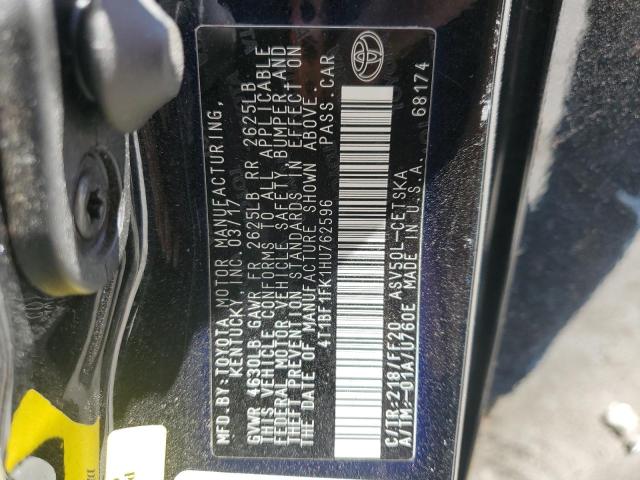 MFD.BY: TOYOTA MOTOR MANUFACTURING,
KENTUCKY INC. 03/17
GVWR 4630LB GAWR FR 2625LB RR 2625LB
THIS VEHICLE CONFORMS TO ALL APPLICABLE
FEDERAL MOTOR VEHICLE SAFETY, BUMPER, AND
THEFT PREVENTION STANDARDS IN EFFECT ON
THE DATE OF MANUFACTURE SHOWN ABOVE.
4T1BF1FK1HU762596 PASS. CAR
C/TR: 218 / FE20 ASV50L-CETSKA
A/TM: -01A / U760E MADE IN U.S.A.
68174